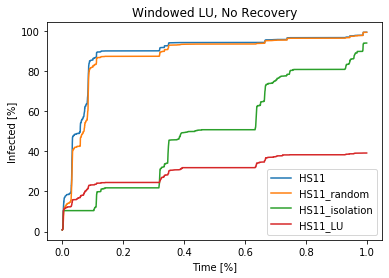 Windowed LU, No Recovery
Infected [%]
100
80
60
40
20
0
HS11
HS11_random
HS11_isolation
HS11_LU
0.0 0.2 0.4 0.6 0.8 1.0
Time [%]